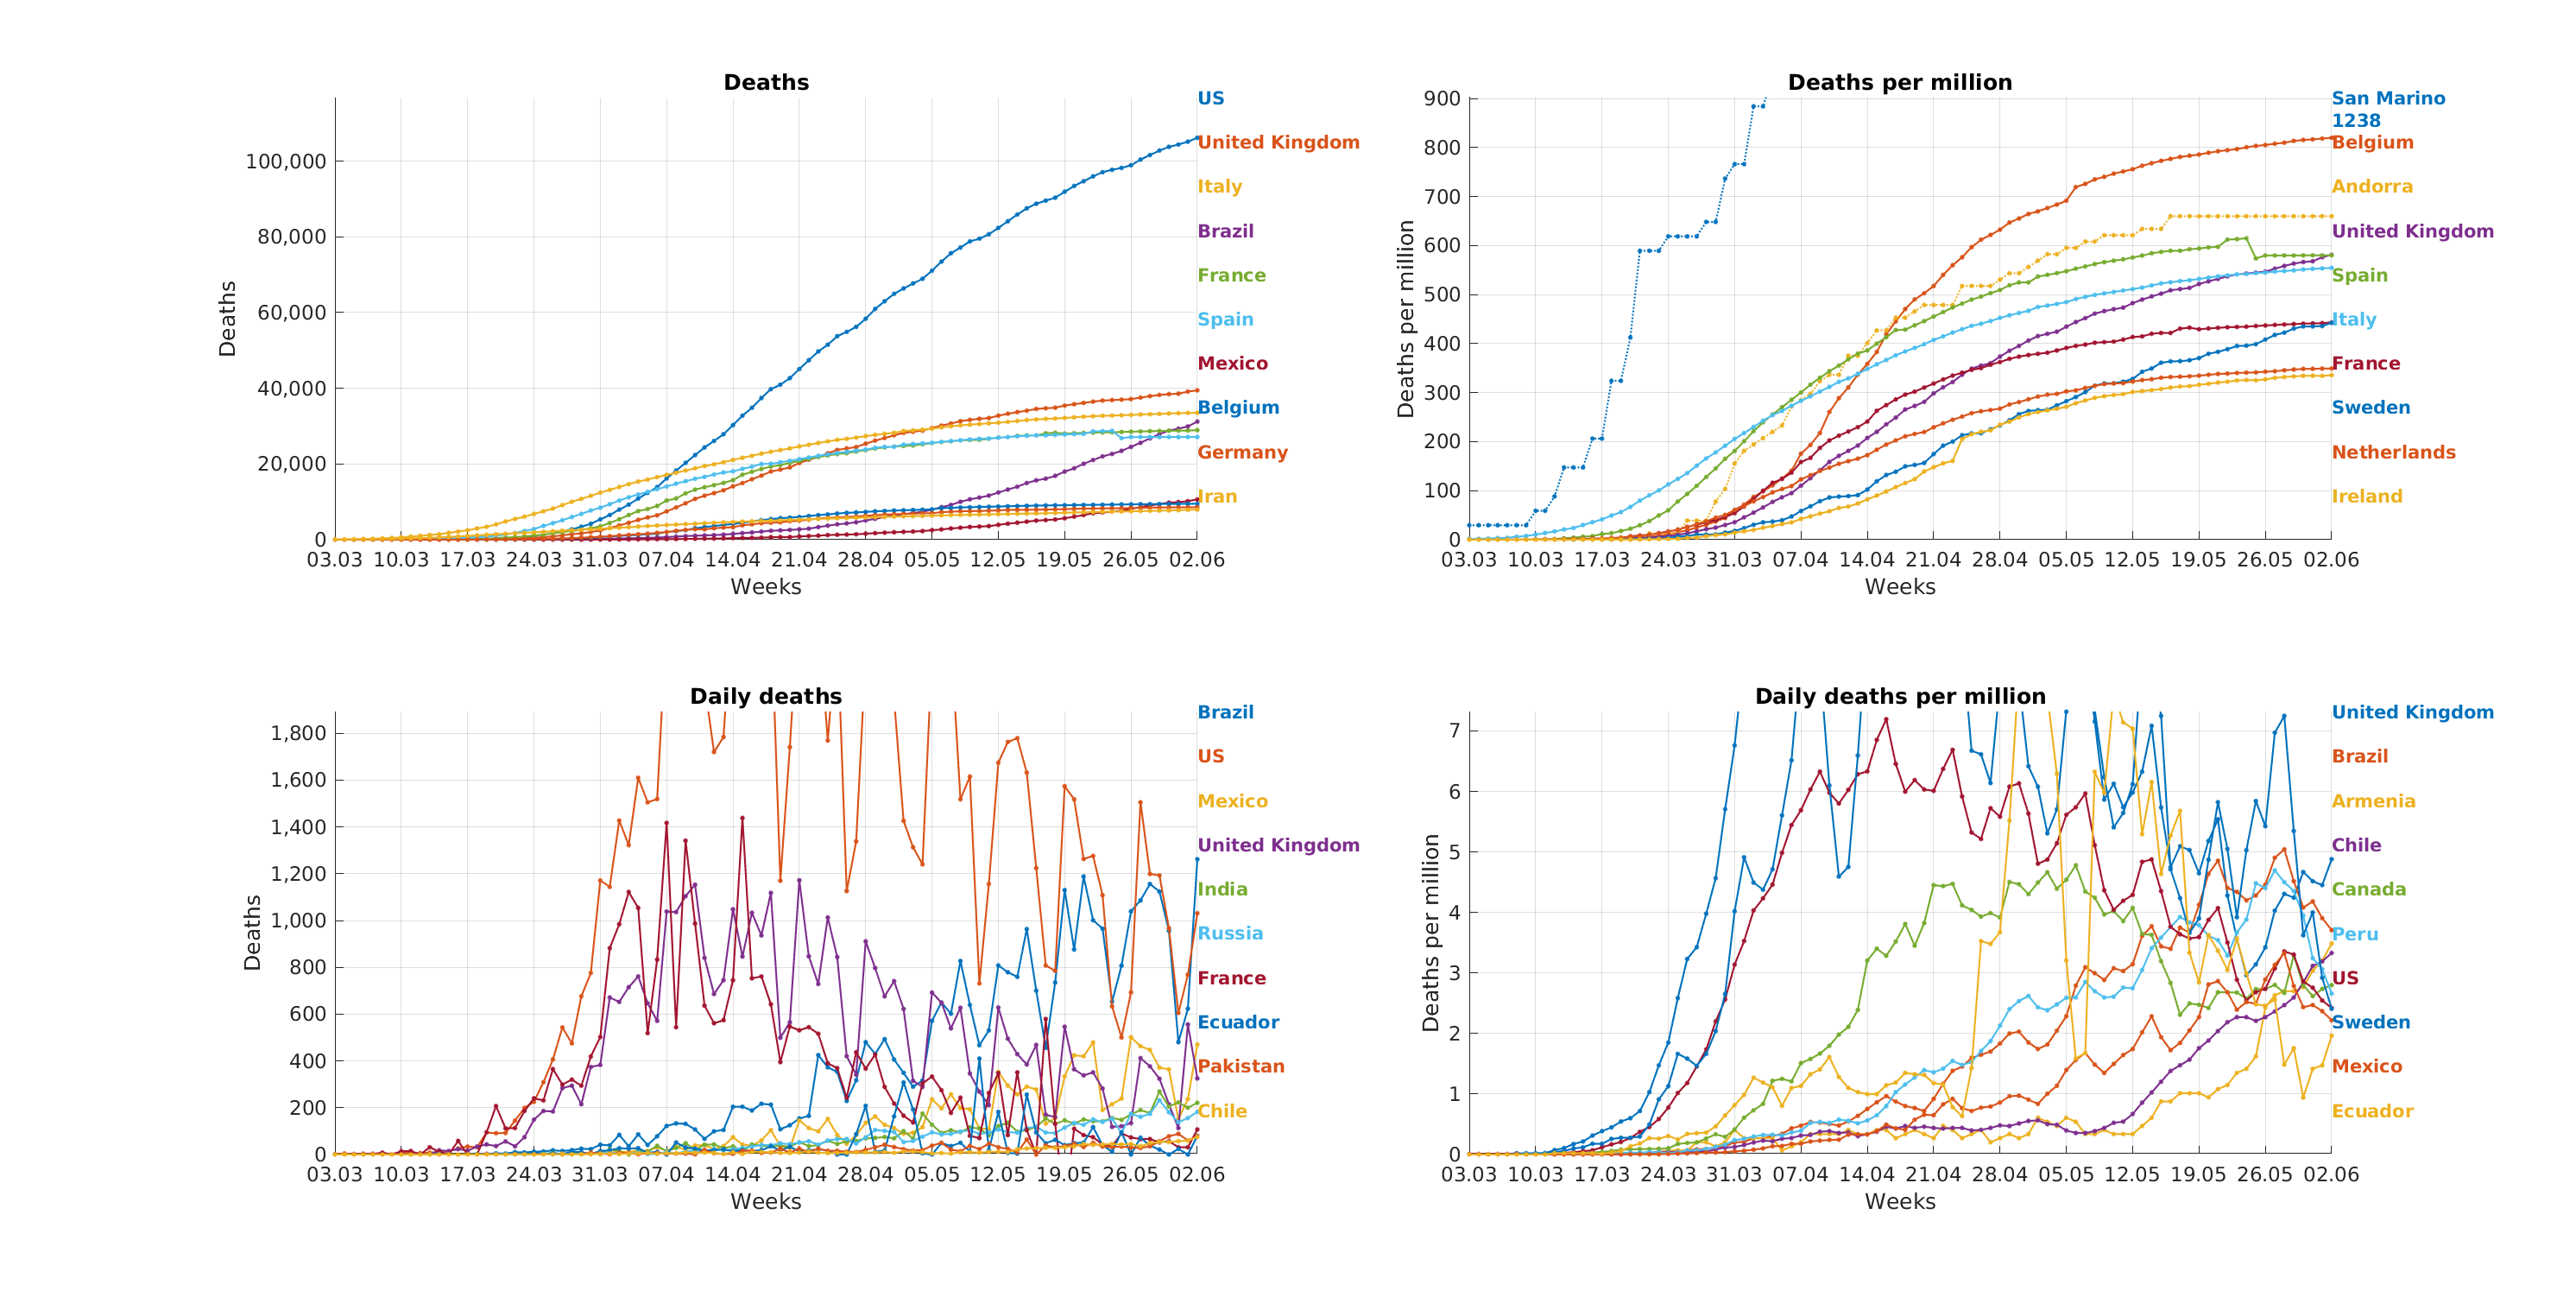 Deaths
100,000
80,000
60,000
40,000
20,000
0
Deaths
03.03 10.03 17.03 24.03 31.03 07.04 14.04 21.04 28.04 05.05 12.05 19.05 26.05 02.06
Weeks
US
United Kingdom
Italy
Brazil
France
Spain
Mexico
Belgium
Germany
Iran
Deaths per million
900
800
700
600
500
400
300
200
100
0
Deaths per million
03.03 10.03 17.03 24.03 31.03 07.04 14.04 21.04 28.04 05.05 12.05 19.05 26.05 02.06
Weeks
San Marino
1238
Belgium
Andorra
United Kingdom
Spain
Italy
France
Sweden
Netherlands
Ireland
Daily deaths
1,800
1,600
1,400
1,200
1,000
800
600
400
200
0
Deaths
03.03 10.03 17.03 24.03 31.03 07.04 14.04 21.04 28.04 05.05 12.05 19.05 26.05 02.06
Weeks
Brazil
US
Mexico
United Kingdom
India
Russia
France
Ecuador
Pakistan
Chile
Daily deaths per million
7
6
5
4
3
2
1
0
Deaths per million
03.03 10.03 17.03 24.03 31.03 07.04 14.04 21.04 28.04 05.05 12.05 19.05 26.05 02.06
Weeks
United Kingdom
Brazil
Armenia
Chile
Canada
Peru
US
Sweden
Mexico
Ecuador